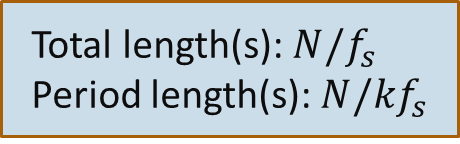 Total length(s): N/fₛ
Period length(s): N/kfₛ